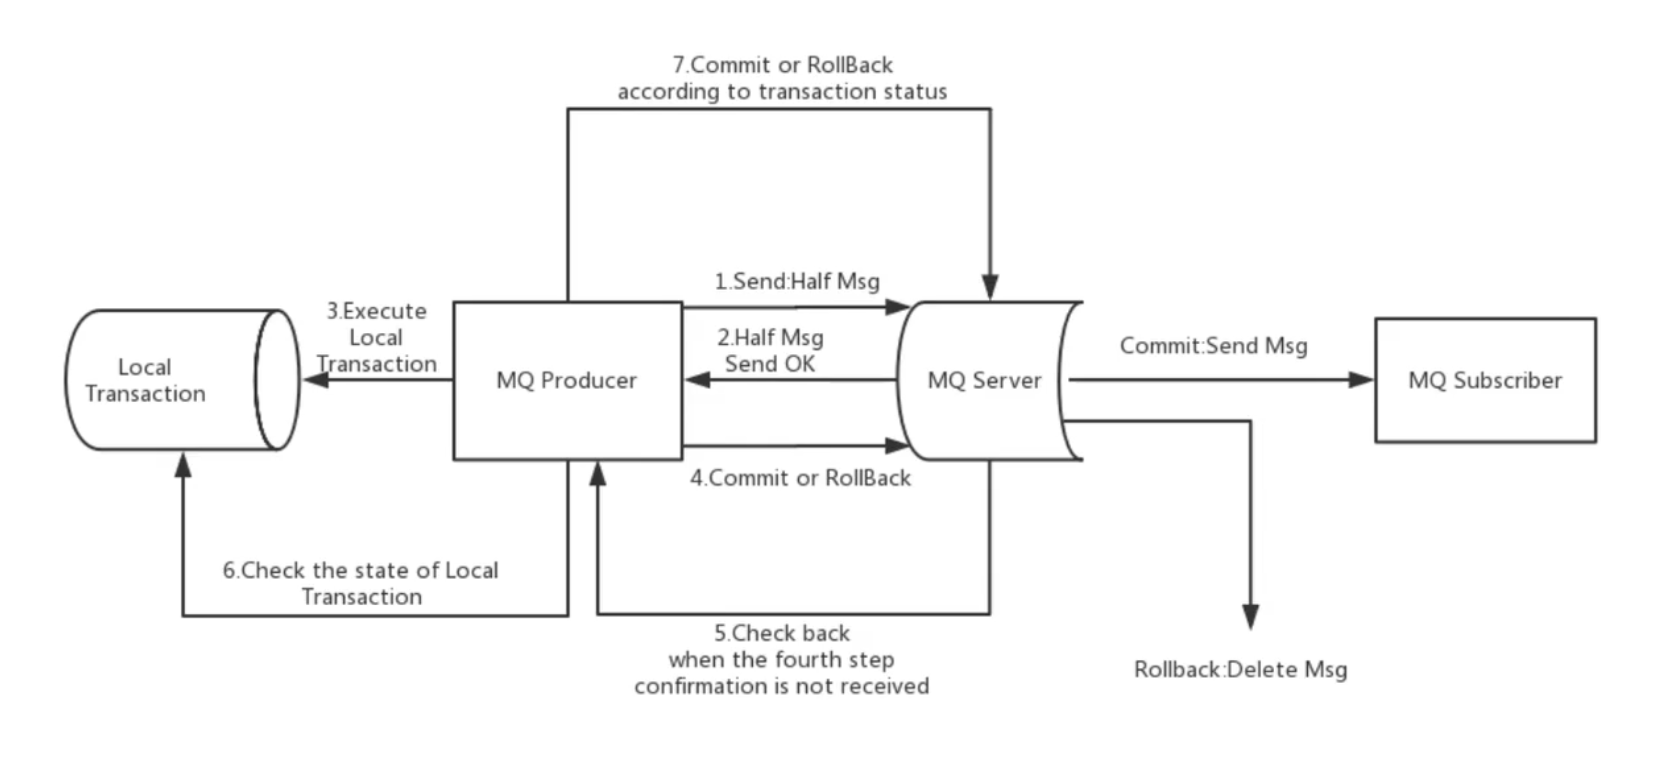 7.Commit or RollBack
according to transaction status
1.Send:Half Msg
3.Execute
Local
Transaction
2.Half Msg
Send OK
Commit:Send Msg
Local
Transaction
MQ Producer
MQ Server
MQ Subscriber
4.Commit or RollBack
6.Check the state of Local
Transaction
5.Check back
when the fourth step
confirmation is not received
Rollback:Delete Msg